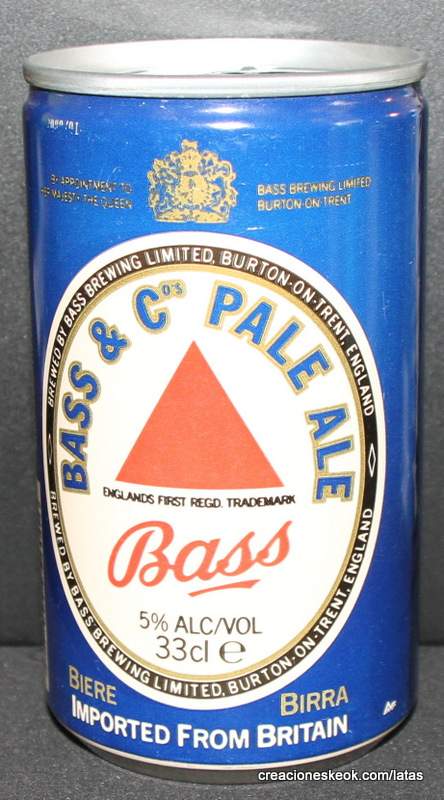 BY APPOINTMENT TO
HER MAJESTY THE QUEEN
BASS BREWING LIMITED
BURTON-ON-TRENT
BREWED BY BASS BREWING LIMITED, BURTON-ON-TRENT, ENGLAND
BASS & Cº'S PALE ALE
ENGLANDS FIRST REGD. TRADEMARK
Bass
5% ALC/VOL
33cl e
BREWED BY BASS BREWING LIMITED, BURTON-ON-TRENT, ENGLAND
BIERE
BIRRA
IMPORTED FROM BRITAIN
creacioneskeok.com/latas